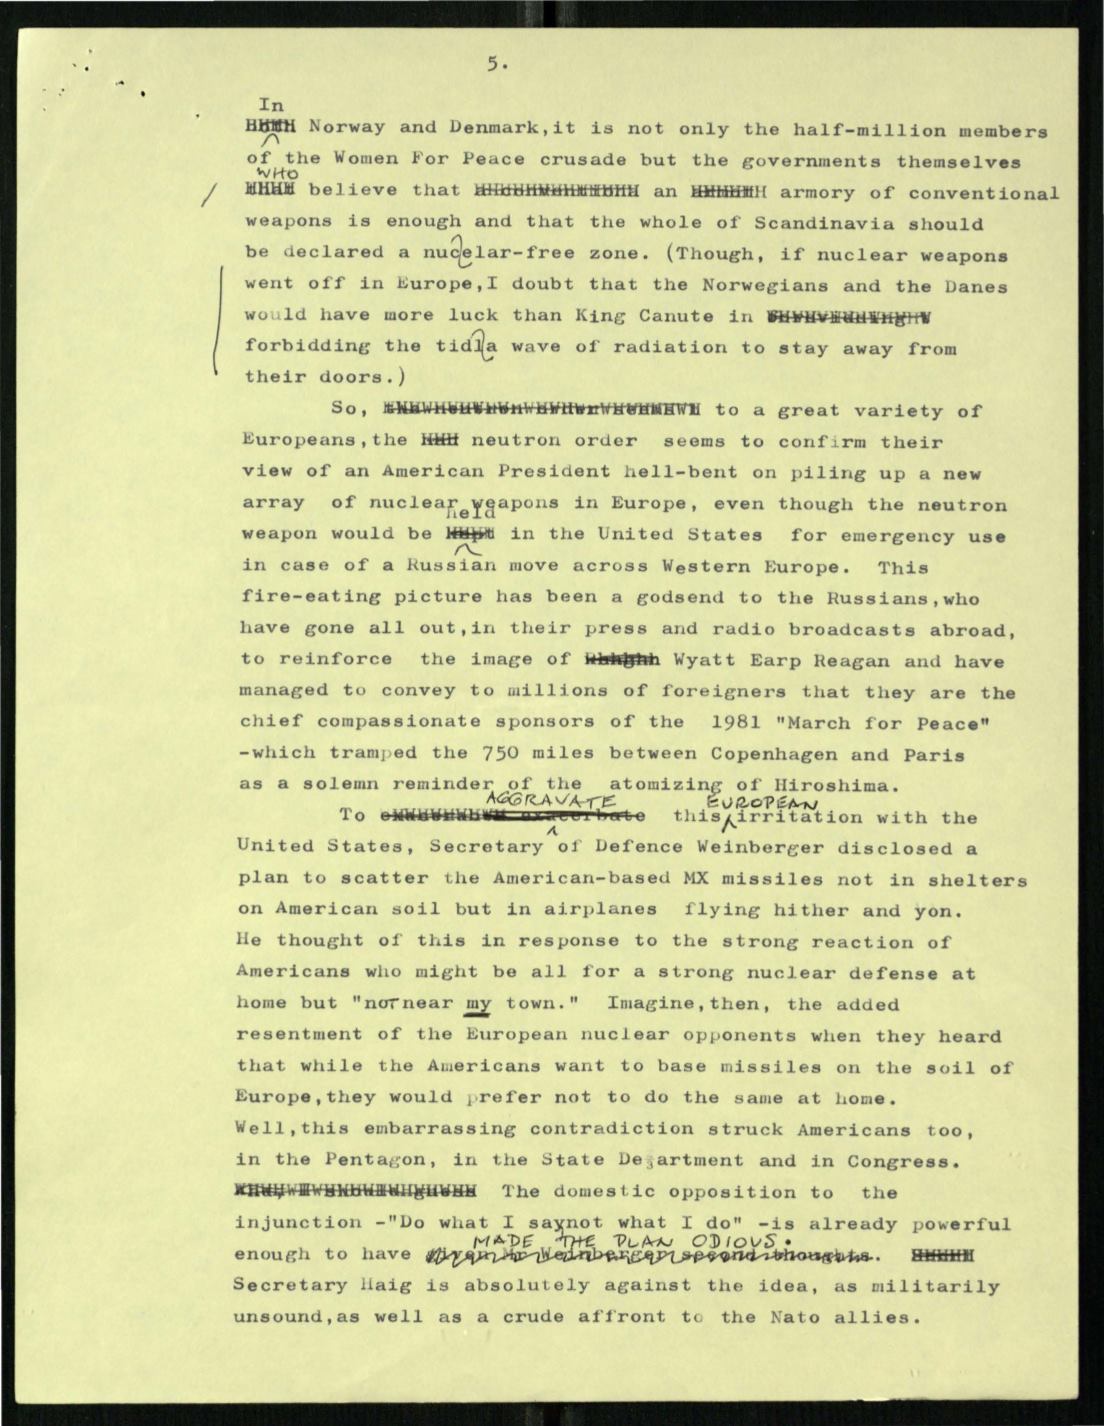 5.
In
Norway and Denmark,it is not only the half-million members
of the Women For Peace crusade but the governments themselves
WHO
believe that an armory of conventional
weapons is enough and that the whole of Scandinavia should
be declared a nucelar-free zone. (Though, if nuclear weapons
went off in Europe,I doubt that the Norwegians and the Danes
would have more luck than King Canute in
forbidding the tidla wave of radiation to stay away from
their doors.)
So, to a great variety of
Europeans,the neutron order seems to confirm their
view of an American President hell-bent on piling up a new
array of nuclear weapons in Europe, even though the neutron
held
weapon would be in the United States for emergency use
in case of a Russian move across Western Europe. This
fire-eating picture has been a godsend to the Russians,who
have gone all out,in their press and radio broadcasts abroad,
to reinforce the image of Wyatt Earp Reagan and have
managed to convey to millions of foreigners that they are the
chief compassionate sponsors of the 1981 "March for Peace"
-which tramped the 750 miles between Copenhagen and Paris
as a solemn reminder of the atomizing of Hiroshima.
AGGRAVATE EUROPEAN
To exacerbate this irritation with the
United States, Secretary of Defence Weinberger disclosed a
plan to scatter the American-based MX missiles not in shelters
on American soil but in airplanes flying hither and yon.
He thought of this in response to the strong reaction of
Americans who might be all for a strong nuclear defense at
home but "not near my town." Imagine,then, the added
resentment of the European nuclear opponents when they heard
that while the Americans want to base missiles on the soil of
Europe,they would prefer not to do the same at home.
Well,this embarrassing contradiction struck Americans too,
in the Pentagon, in the State Department and in Congress.
The domestic opposition to the
injunction -"Do what I say,not what I do" -is already powerful
MADE THE PLAN ODIOUS.
enough to have given Mr Weinberger second thoughts.
Secretary Haig is absolutely against the idea, as militarily
unsound,as well as a crude affront to the Nato allies.